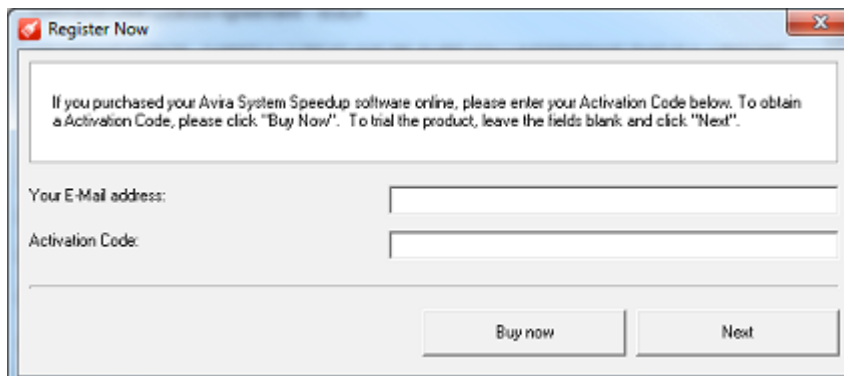 Register Now
If you purchased your Avira System Speedup software online, please enter your Activation Code below. To obtain
a Activation Code, please click "Buy Now". To trial the product, leave the fields blank and click "Next".
Your E-Mail address:
Activation Code:
Buy now
Next